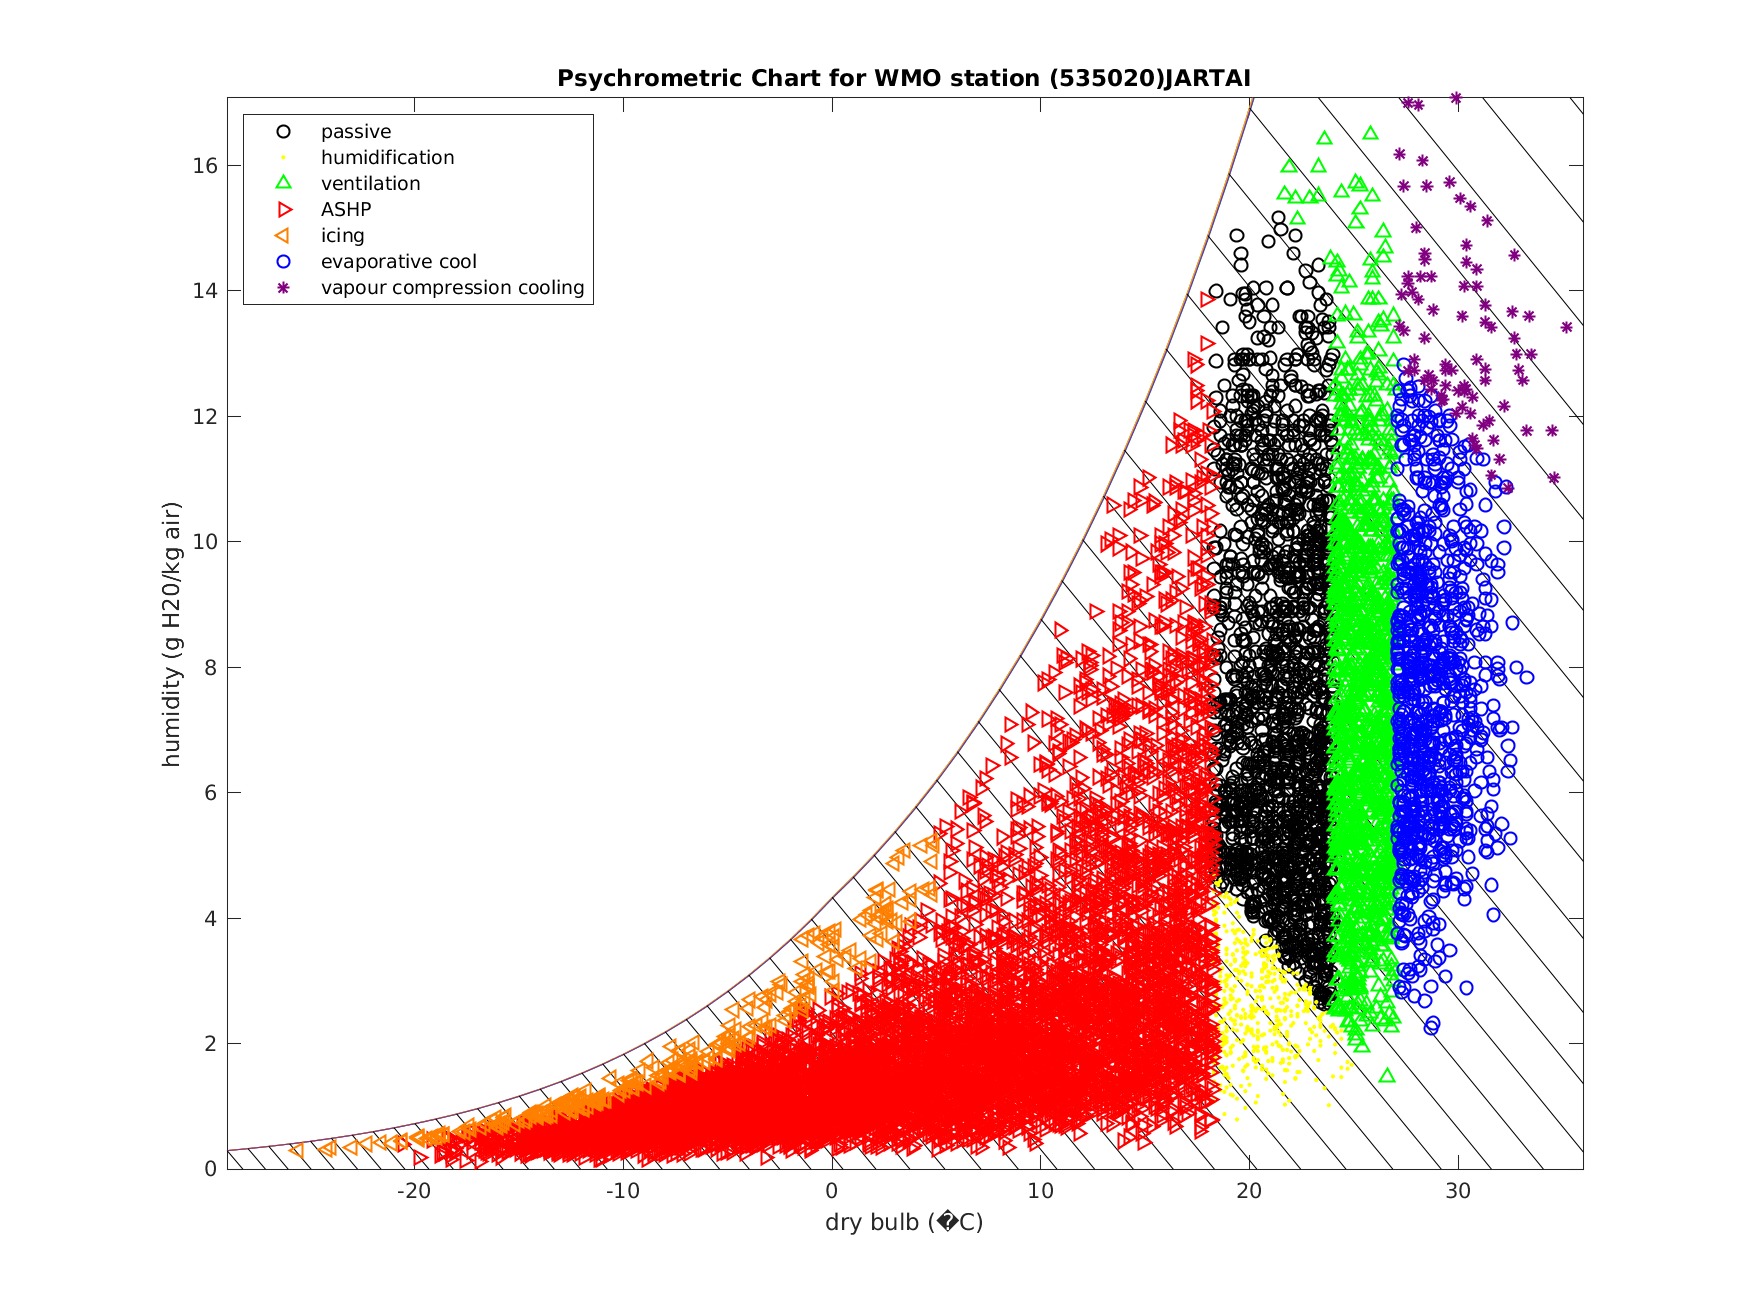 Psychrometric Chart for WMO station (535020)JARTAI
passive
humidification
ventilation
ASHP
icing
evaporative cool
vapour compression cooling
humidity (g H20/kg air)
16
14
12
10
8
6
4
2
0
-20 -10 0 10 20 30
dry bulb (�C)